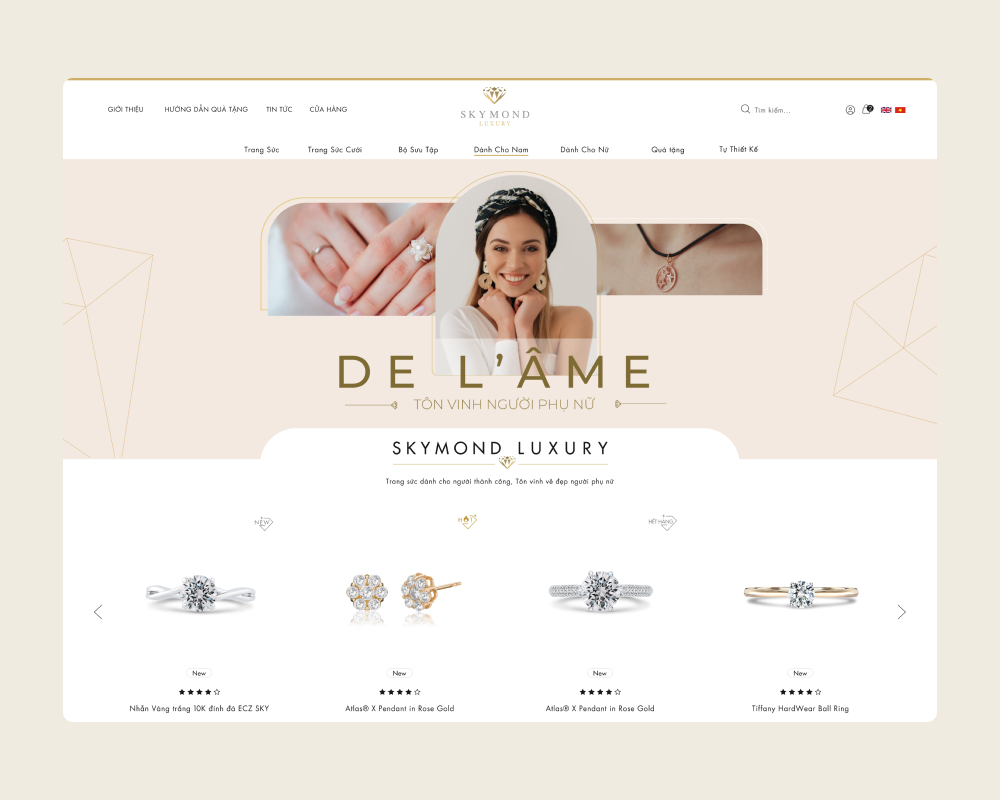 GIỚI THIỆU HƯỚNG DẪN QUÀ TẶNG TIN TỨC CỬA HÀNG
SKYMOND
LUXURY
Tìm kiếm...
2
Trang Sức Trang Sức Cưới Bộ Sưu Tập Dành Cho Nam Dành Cho Nữ Quà tặng Tự Thiết Kế
DE L’ÂME
TÔN VINH NGƯỜI PHỤ NỮ
SKYMOND LUXURY
Trang sức dành cho người thành công, Tôn vinh vẻ đẹp người phụ nữ
NEW HOT HẾT HÀNG
New New New New
Nhẫn Vàng trắng 10K đính đá ECZ SKY Atlas® X Pendant in Rose Gold Atlas® X Pendant in Rose Gold Tiffany HardWear Ball Ring